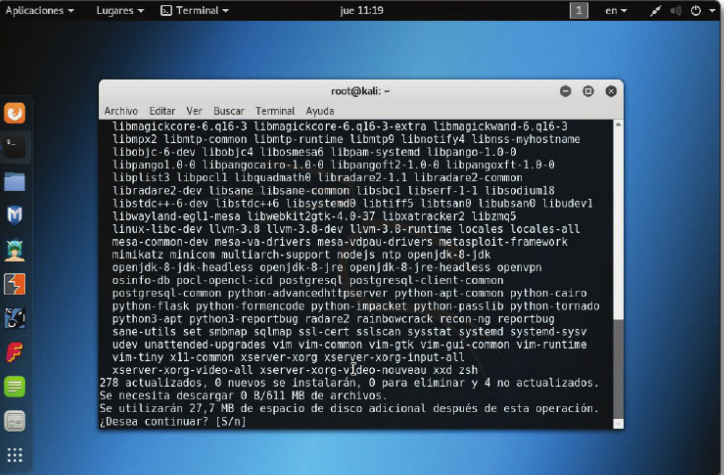 Aplicaciones Lugares Terminal jue 11:19 1 en
root@kali: ~
Archivo Editar Ver Buscar Terminal Ayuda
libmagickcore-6.q16-3 libmagickcore-6.q16-3-extra libmagickwand-6.q16-3
libmpx2 libmtp-common libmtp-runtime libmtp9 libnotify4 libnss-myhostname
libobjc-6-dev libobjc4 libosmesa6 libpam-systemd libpango-1.0-0
libpango1.0-0 libpangocairo-1.0-0 libpangoft2-1.0-0 libpangoxft-1.0-0
libplist3 libpocl1 libquadmath0 libradare2-1.1 libradare2-common
libradare2-dev libsane libsane-common libsbc1 libserf-1-1 libsodium18
libstdc++-6-dev libstdc++6 libsystemd0 libtiff5 libtsan0 libubsan0 libudev1
libwayland-egl1-mesa libwebkit2gtk-4.0-37 libxatracker2 libzmq5
linux-libc-dev llvm-3.8 llvm-3.8-dev llvm-3.8-runtime locales locales-all
mesa-common-dev mesa-va-drivers mesa-vdpau-drivers metasploit-framework
mimikatz minicom multiarch-support nodejs ntp openjdk-8-jdk
openjdk-8-jdk-headless openjdk-8-jre openjdk-8-jre-headless openvpn
osinfo-db pocl-opencl-icd postgresql postgresql-client-common
postgresql-common python-advancedhttpserver python-apt-common python-cairo
python-flask python-formencode python-impacket python-passlib python-tornado
python3-apt python3-reportbug radare2 rainbowcrack recon-ng reportbug
sane-utils set smbmap sqlmap ssl-cert sslscan sysstat systemd systemd-sysv
udev unattended-upgrades vim vim-common vim-gtk vim-gui-common vim-runtime
vim-tiny x11-common xserver-xorg xserver-xorg-input-all
xserver-xorg-video-all xserver-xorg-video-nouveau xxd zsh
278 actualizados, 0 nuevos se instalarán, 0 para eliminar y 4 no actualizados.
Se necesita descargar 0 B/611 MB de archivos.
Se utilizarán 27,7 MB de espacio de disco adicional después de esta operación.
¿Desea continuar? [S/n]